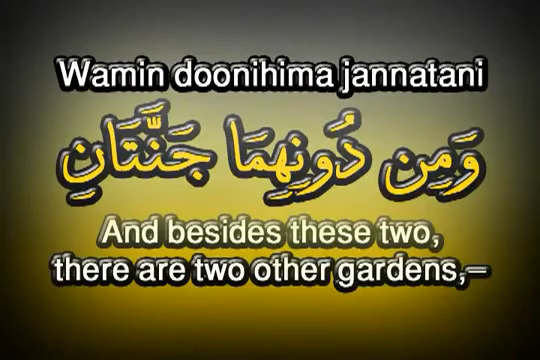 Wamin doonihima jannatani
وَمِن دُونِهِمَا جَنَّتَانِ
And besides these two,
there are two other gardens,—